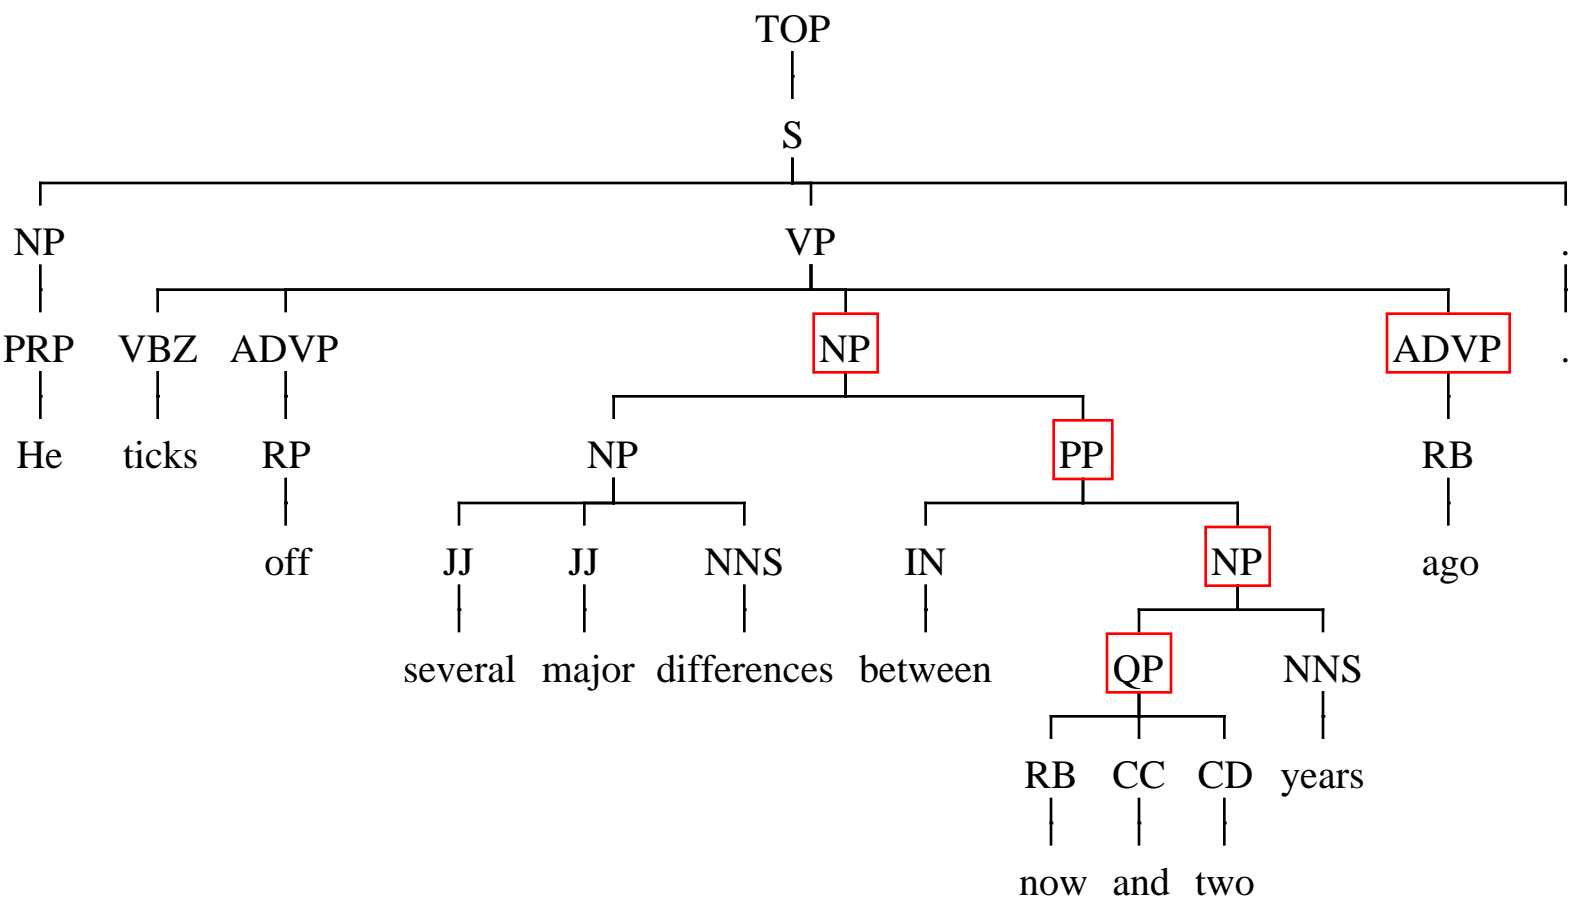 TOP
S
NP VP .
PRP VBZ ADVP NP ADVP .
He ticks RP NP PP RB
off JJ JJ NNS IN NP ago
several major differences between QP NNS
RB CC CD years
now and two